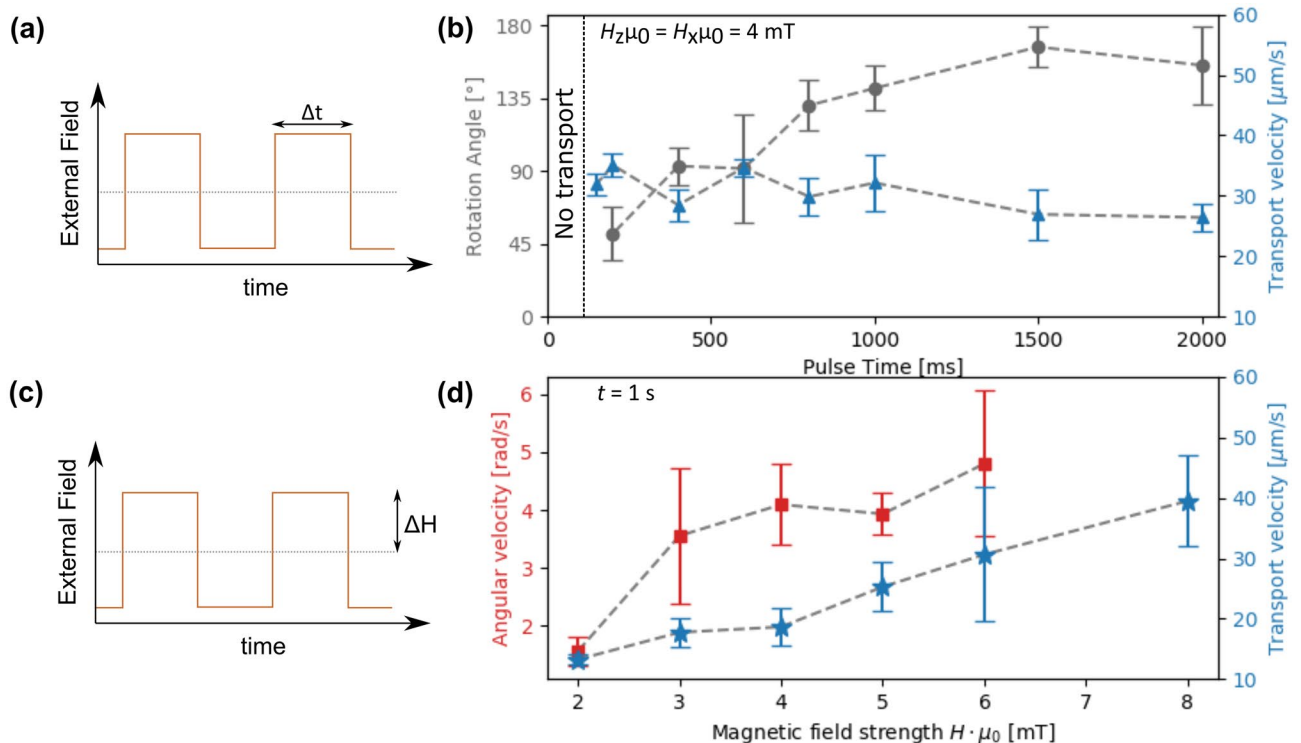 (a)
External Field
Δt
time
(b)
HzμO = HxμO = 4 mT
No transport
Rotation Angle [°]
180
135
90
45
0
Transport velocity [μm/s]
60
50
40
30
20
10
0 500 1000 1500 2000
Pulse Time [ms]
(c)
External Field
ΔH
time
(d)
t = 1 s
Angular velocity [rad/s]
6
5
4
3
2
Transport velocity [μm/s]
60
50
40
30
20
10
2 3 4 5 6 7 8
Magnetic field strength H · μ₀ [mT]